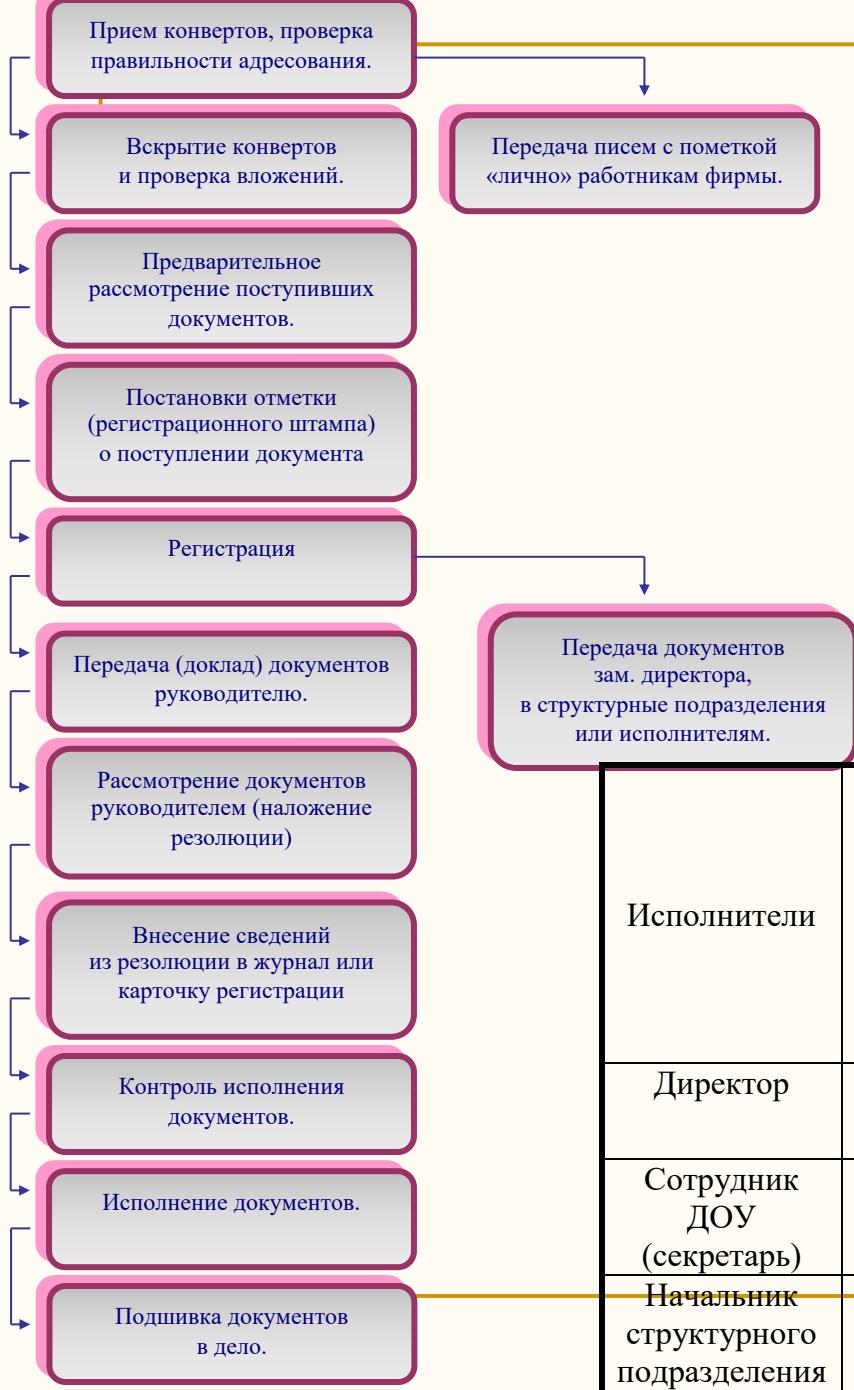 Прием конвертов, проверка
правильности адресования.
Вскрытие конвертов
и проверка вложений.
Передача писем с пометкой
«лично» работникам фирмы.
Предварительное
рассмотрение поступивших
документов.
Постановки отметки
(регистрационного штампа)
о поступлении документа
Регистрация
Передача (доклад) документов
руководителю.
Передача документов
зам. директора,
в структурные подразделения
или исполнителям.
Рассмотрение документов
руководителем (наложение
резолюции)
Внесение сведений
из резолюции в журнал или
карточку регистрации
Контроль исполнения
документов.
Исполнение документов.
Подшивка документов
в дело.
Исполнители
Директор
Сотрудник
ДОУ
(секретарь)
Начальник
структурного
подразделения